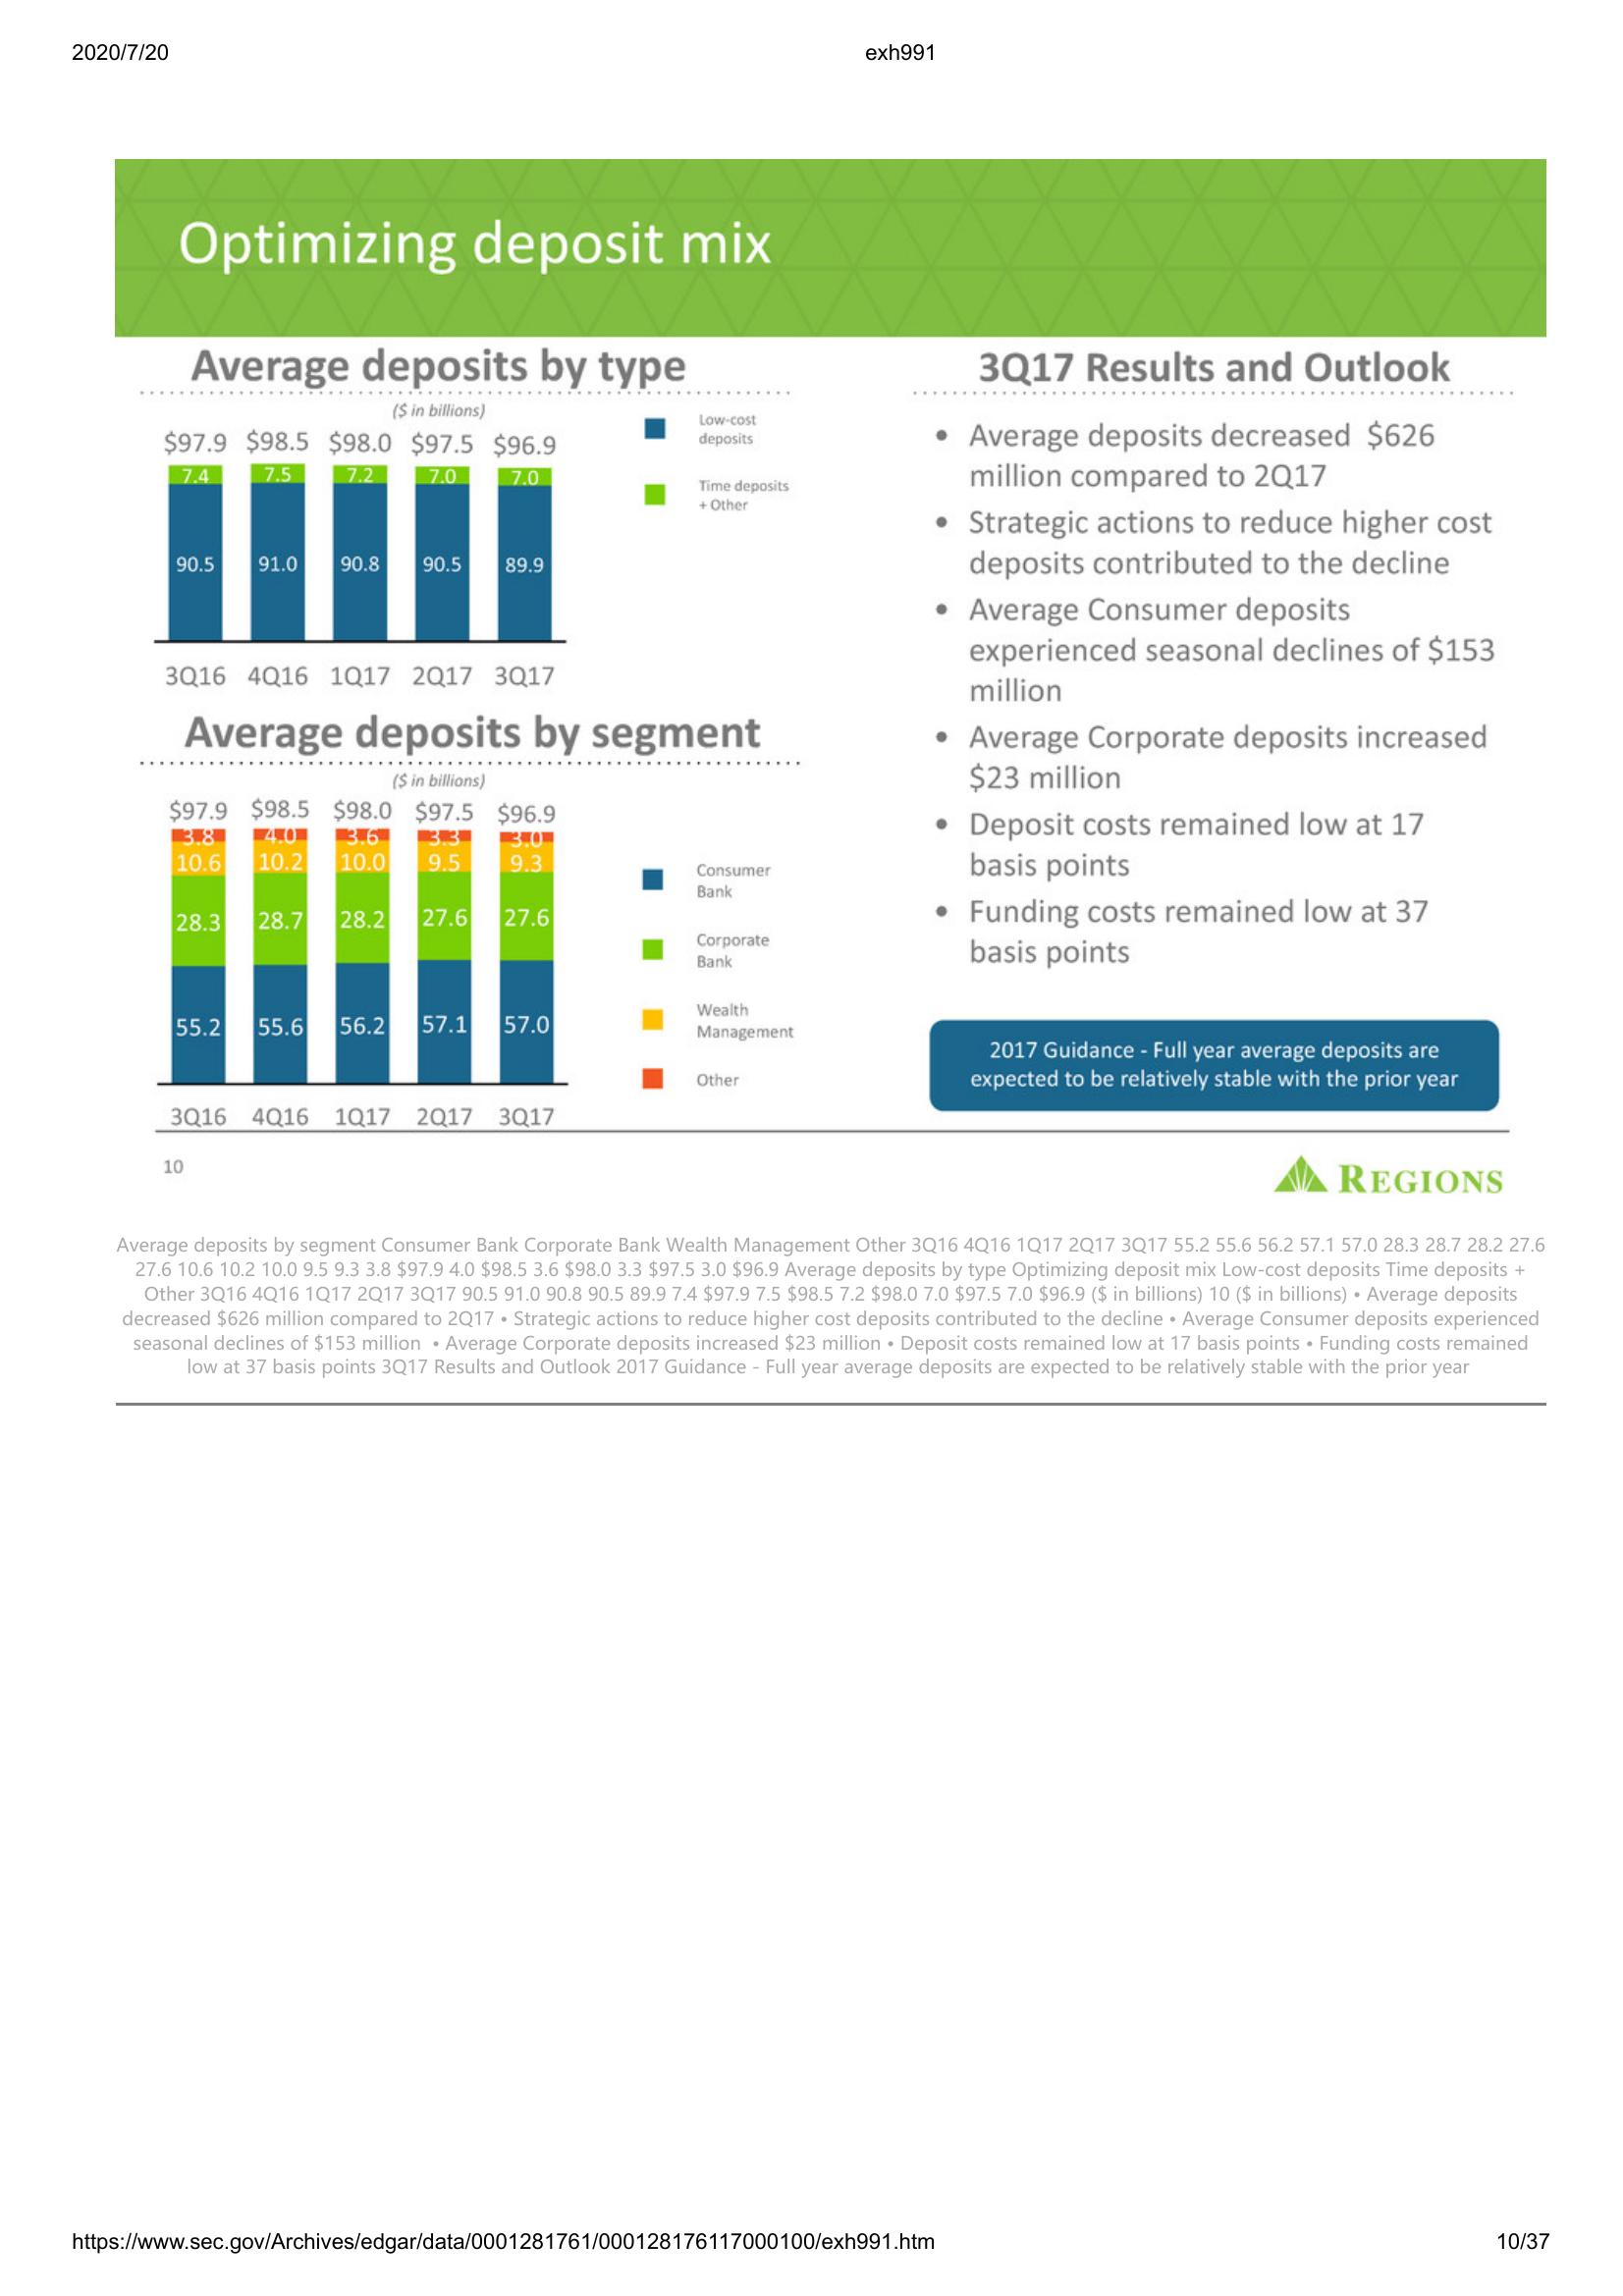 2020/7/20 exh991
Optimizing deposit mix
Average deposits by type
($ in billions)
$97.9 $98.5 $98.0 $97.5 $96.9
7.4 7.5 7.2 7.0 7.0
90.5 91.0 90.8 90.5 89.9
3Q16 4Q16 1Q17 2Q17 3Q17
Low-cost
deposits
Time deposits
+ Other
Average deposits by segment
($ in billions)
$97.9 $98.5 $98.0 $97.5 $96.9
3.8 4.0 3.6 3.3 3.0
10.6 10.2 10.0 9.5 9.3
28.3 28.7 28.2 27.6 27.6
55.2 55.6 56.2 57.1 57.0
3Q16 4Q16 1Q17 2Q17 3Q17
Consumer
Bank
Corporate
Bank
Wealth
Management
Other
3Q17 Results and Outlook
• Average deposits decreased $626
million compared to 2Q17
• Strategic actions to reduce higher cost
deposits contributed to the decline
• Average Consumer deposits
experienced seasonal declines of $153
million
• Average Corporate deposits increased
$23 million
• Deposit costs remained low at 17
basis points
• Funding costs remained low at 37
basis points
2017 Guidance - Full year average deposits are
expected to be relatively stable with the prior year
10
REGIONS
Average deposits by segment Consumer Bank Corporate Bank Wealth Management Other 3Q16 4Q16 1Q17 2Q17 3Q17 55.2 55.6 56.2 57.1 57.0 28.3 28.7 28.2 27.6
27.6 10.6 10.2 10.0 9.5 9.3 3.8 $97.9 4.0 $98.5 3.6 $98.0 3.3 $97.5 3.0 $96.9 Average deposits by type Optimizing deposit mix Low-cost deposits Time deposits +
Other 3Q16 4Q16 1Q17 2Q17 3Q17 90.5 91.0 90.8 90.5 89.9 7.4 $97.9 7.5 $98.5 7.2 $98.0 7.0 $97.5 7.0 $96.9 ($ in billions) 10 ($ in billions) • Average deposits
decreased $626 million compared to 2Q17 • Strategic actions to reduce higher cost deposits contributed to the decline • Average Consumer deposits experienced
seasonal declines of $153 million • Average Corporate deposits increased $23 million • Deposit costs remained low at 17 basis points • Funding costs remained
low at 37 basis points 3Q17 Results and Outlook 2017 Guidance - Full year average deposits are expected to be relatively stable with the prior year
https://www.sec.gov/Archives/edgar/data/0001281761/000128176117000100/exh991.htm 10/37